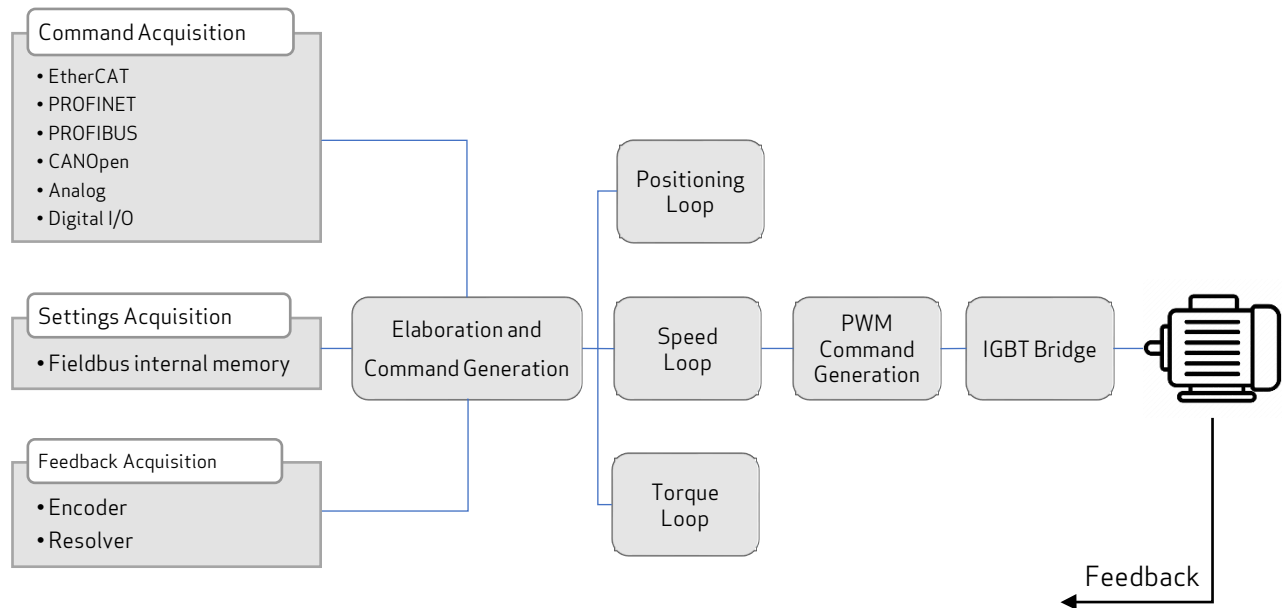 Command Acquisition
• EtherCAT
• PROFINET
• PROFIBUS
• CANOpen
• Analog
• Digital I/O
Settings Acquisition
• Fieldbus internal memory
Feedback Acquisition
• Encoder
• Resolver
Elaboration and
Command Generation
Positioning
Loop
Speed
Loop
Torque
Loop
PWM
Command
Generation
IGBT Bridge
Feedback